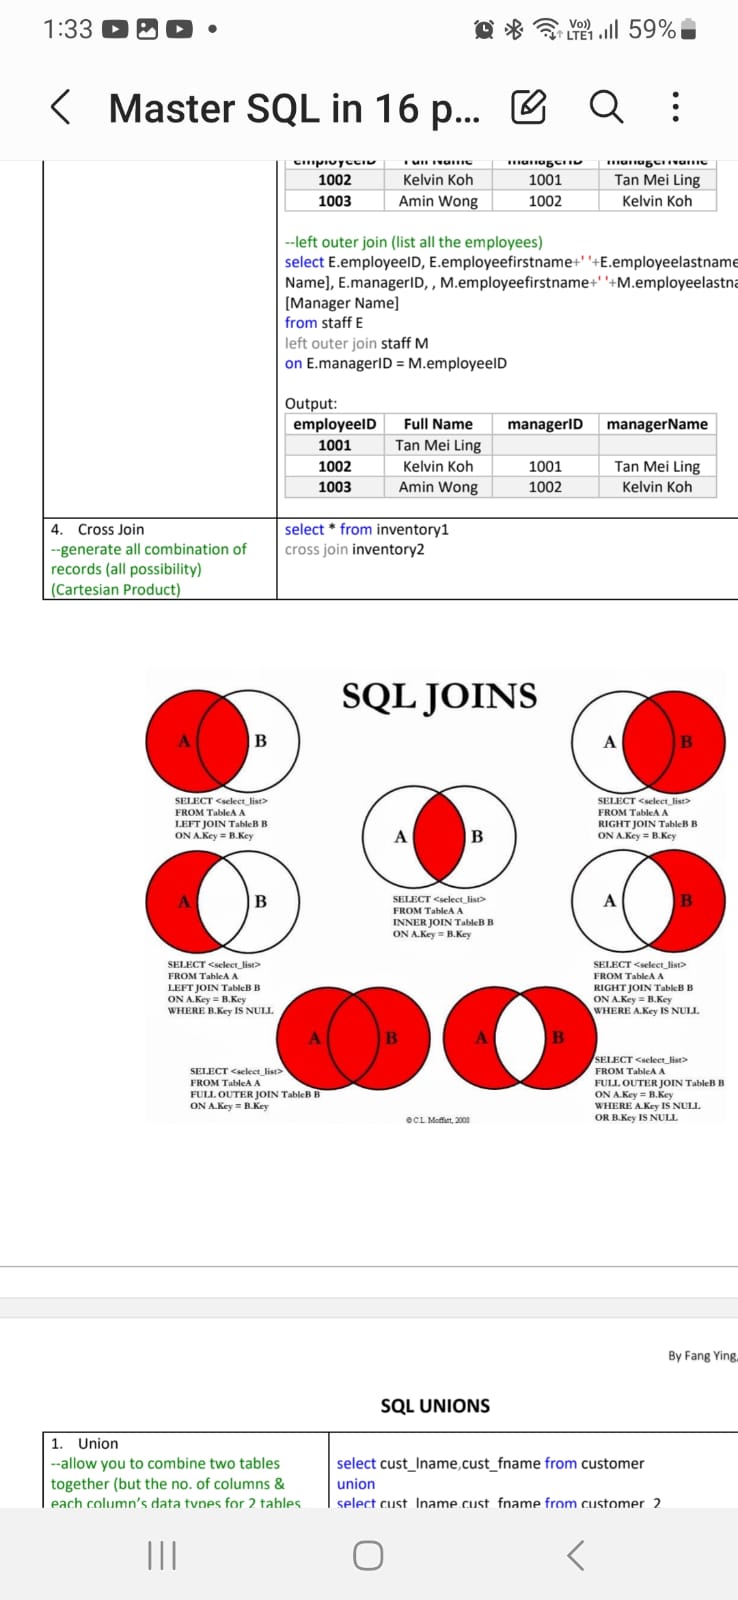 1:33
Vo)) LTE1 59%
Master SQL in 16 p...
employeeID Full Name managerID managerName
1002 Kelvin Koh 1001 Tan Mei Ling
1003 Amin Wong 1002 Kelvin Koh
--left outer join (list all the employees)
select E.employeeID, E.employeefirstname+' '+E.employeelastname
Name], E.managerID, , M.employeefirstname+' '+M.employeelastna
[Manager Name]
from staff E
left outer join staff M
on E.managerID = M.employeeID
Output:
employeeID Full Name managerID managerName
1001 Tan Mei Ling
1002 Kelvin Koh 1001 Tan Mei Ling
1003 Amin Wong 1002 Kelvin Koh
4. Cross Join
--generate all combination of
records (all possibility)
(Cartesian Product)
select * from inventory1
cross join inventory2
SQL JOINS
A B
SELECT <select_list>
FROM TableA A
LEFT JOIN TableB B
ON A.Key = B.Key
A B
SELECT <select_list>
FROM TableA A
RIGHT JOIN TableB B
ON A.Key = B.Key
A B
SELECT <select_list>
FROM TableA A
INNER JOIN TableB B
ON A.Key = B.Key
A B
SELECT <select_list>
FROM TableA A
LEFT JOIN TableB B
ON A.Key = B.Key
WHERE B.Key IS NULL
A B
SELECT <select_list>
FROM TableA A
RIGHT JOIN TableB B
ON A.Key = B.Key
WHERE A.Key IS NULL
A B
SELECT <select_list>
FROM TableA A
FULL OUTER JOIN TableB B
ON A.Key = B.Key
A B
SELECT <select_list>
FROM TableA A
FULL OUTER JOIN TableB B
ON A.Key = B.Key
WHERE A.Key IS NULL
OR B.Key IS NULL
© C.L. Moffatt, 2008
By Fang Ying,
SQL UNIONS
1. Union
--allow you to combine two tables
together (but the no. of columns &
each column's data types for 2 tables
select cust_lname,cust_fname from customer
union
select cust_lname,cust_fname from customer_2